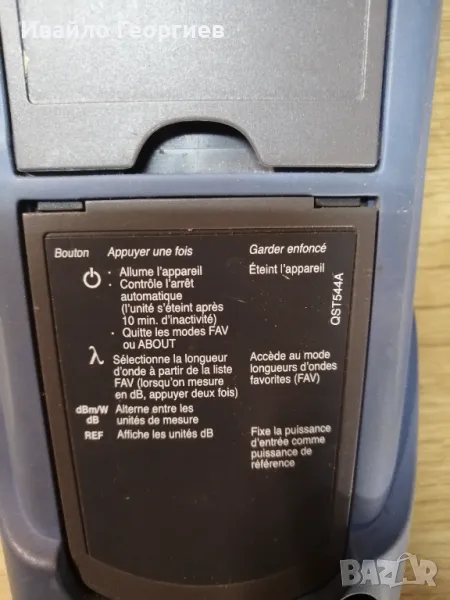 Ивайло Георгиев
Bouton Appuyer une fois Garder enfoncé
· Allume l'appareil Éteint l'appareil
· Contrôle l'arrêt
automatique
(l'unité s'éteint après
10 min. d'inactivité)
· Quitte les modes FAV
ou ABOUT
QST544A
λ Sélectionne la longueur Accède au mode
d'onde à partir de la liste longueurs d'ondes
FAV (lorsqu'on mesure favorites (FAV)
en dB, appuyer deux fois)
dBm/W Alterne entre les
dB unités de mesure
REF Affiche les unités dB Fixe la puissance
d'entrée comme
puissance de
référence
BAZAR